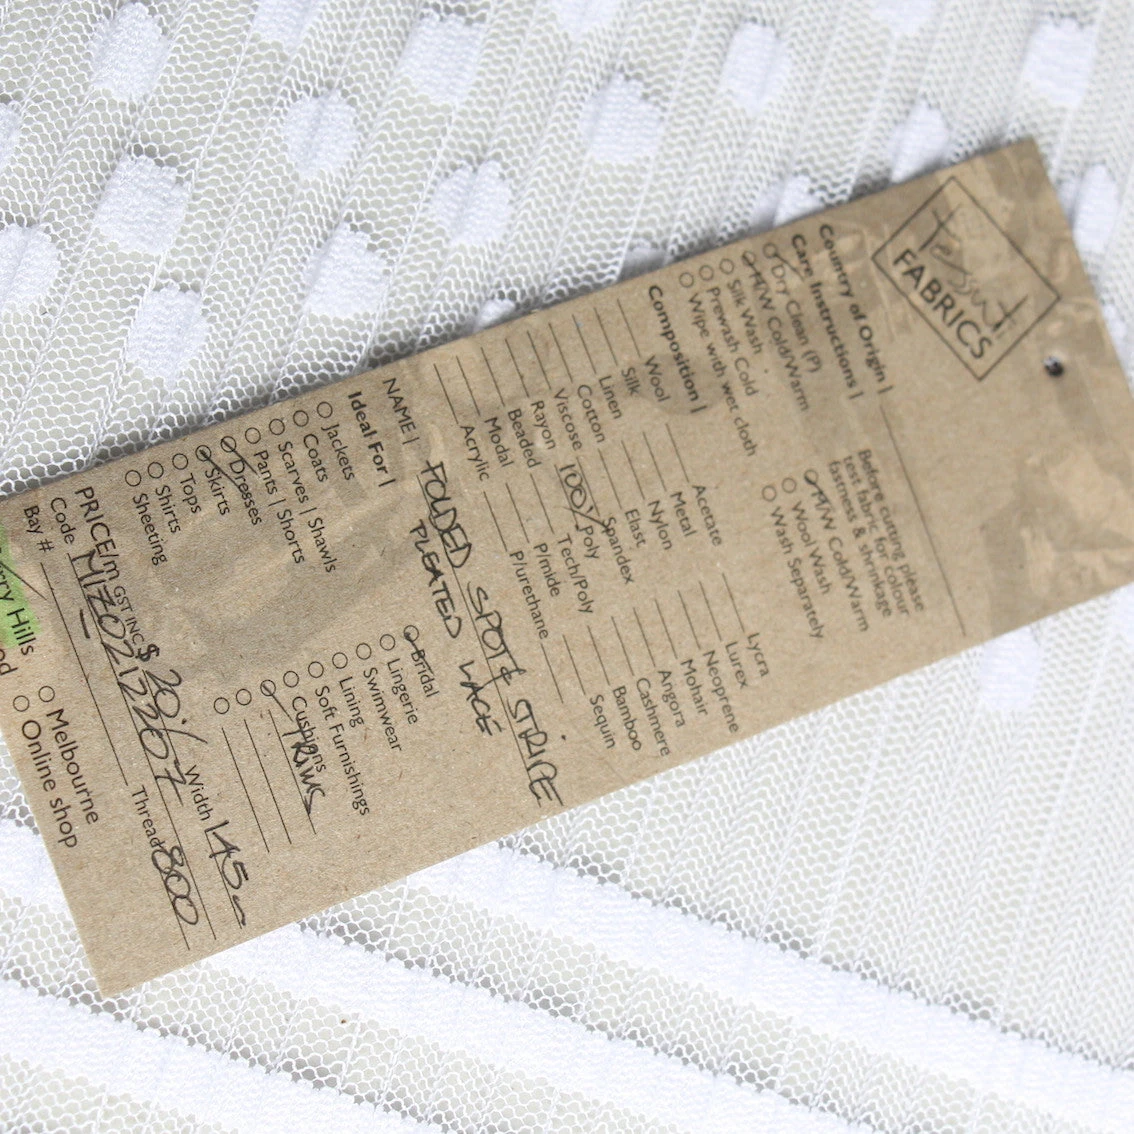 Tessuti
FABRICS
Country of Origin |
Care Instructions |
Dry Clean (P)
H/W Cold/Warm
Silk Wash
Prewash Cold
Wipe with wet cloth
Before cutting please
test fabric for colour
fastness & shrinkage
H/W Cold/Warm
Wool Wash
Wash Separately
Composition |
Wool
Silk
Linen
Cotton
Viscose
Rayon
Beaded
Modal
Acrylic
Acetate
Metal
Nylon
Elast
Spandex
100% Poly
Tech/Poly
P/mide
P/urethane
Lycra
Lurex
Neoprene
Mohair
Angora
Cashmere
Bamboo
Sequin
NAME | FOLDED SPOT & STRIPE
PLEATED LACE
Ideal For |
Jackets
Coats
Scarves | Shawls
Pants | Shorts
Dresses
Skirts
Tops
Shirts
Sheeting
Bridal
Lingerie
Swimwear
Lining
Soft Furnishings
Cushions
TRIMS
PRICE/m GST INC $ 20./ Width 145
Code Thread 800
Bay #
rry Hills
Melbourne
od
Online shop